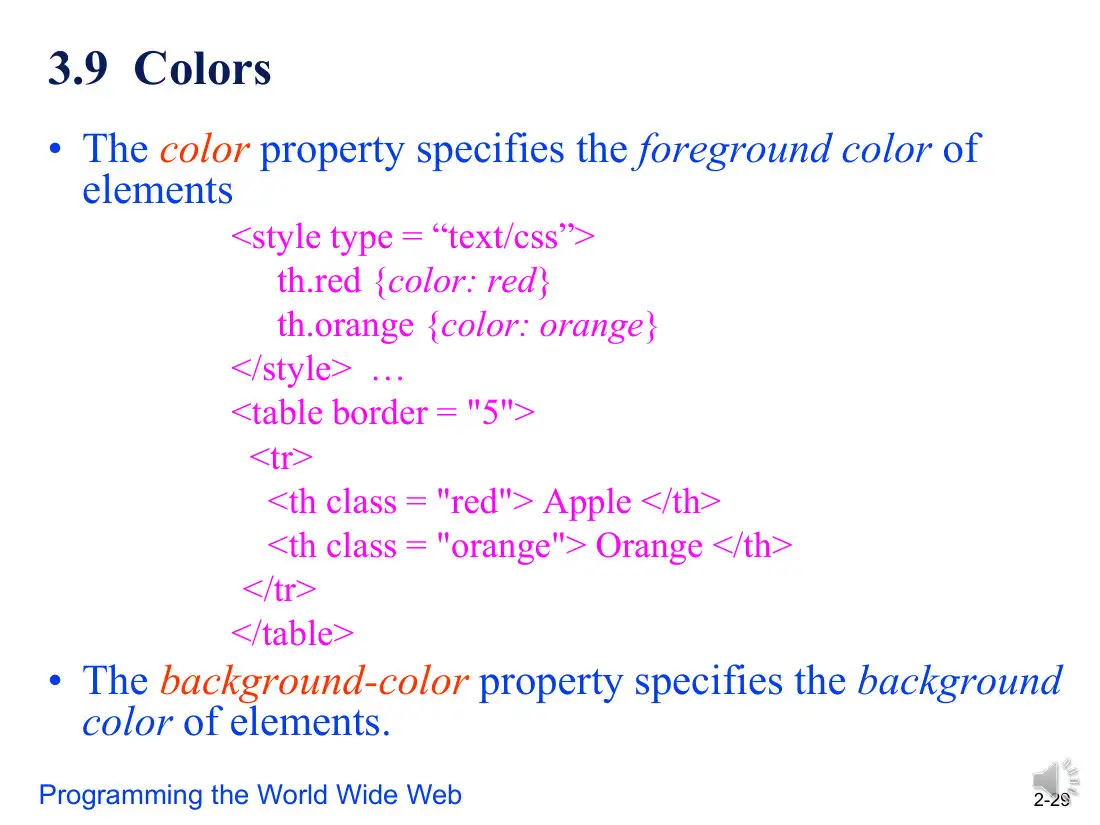 3.9 Colors
• The color property specifies the foreground color of
elements
<style type = “text/css”>
th.red {color: red}
th.orange {color: orange}
</style> …
<table border = "5">
<tr>
<th class = "red"> Apple </th>
<th class = "orange"> Orange </th>
</tr>
</table>
• The background-color property specifies the background
color of elements.
Programming the World Wide Web
2-29